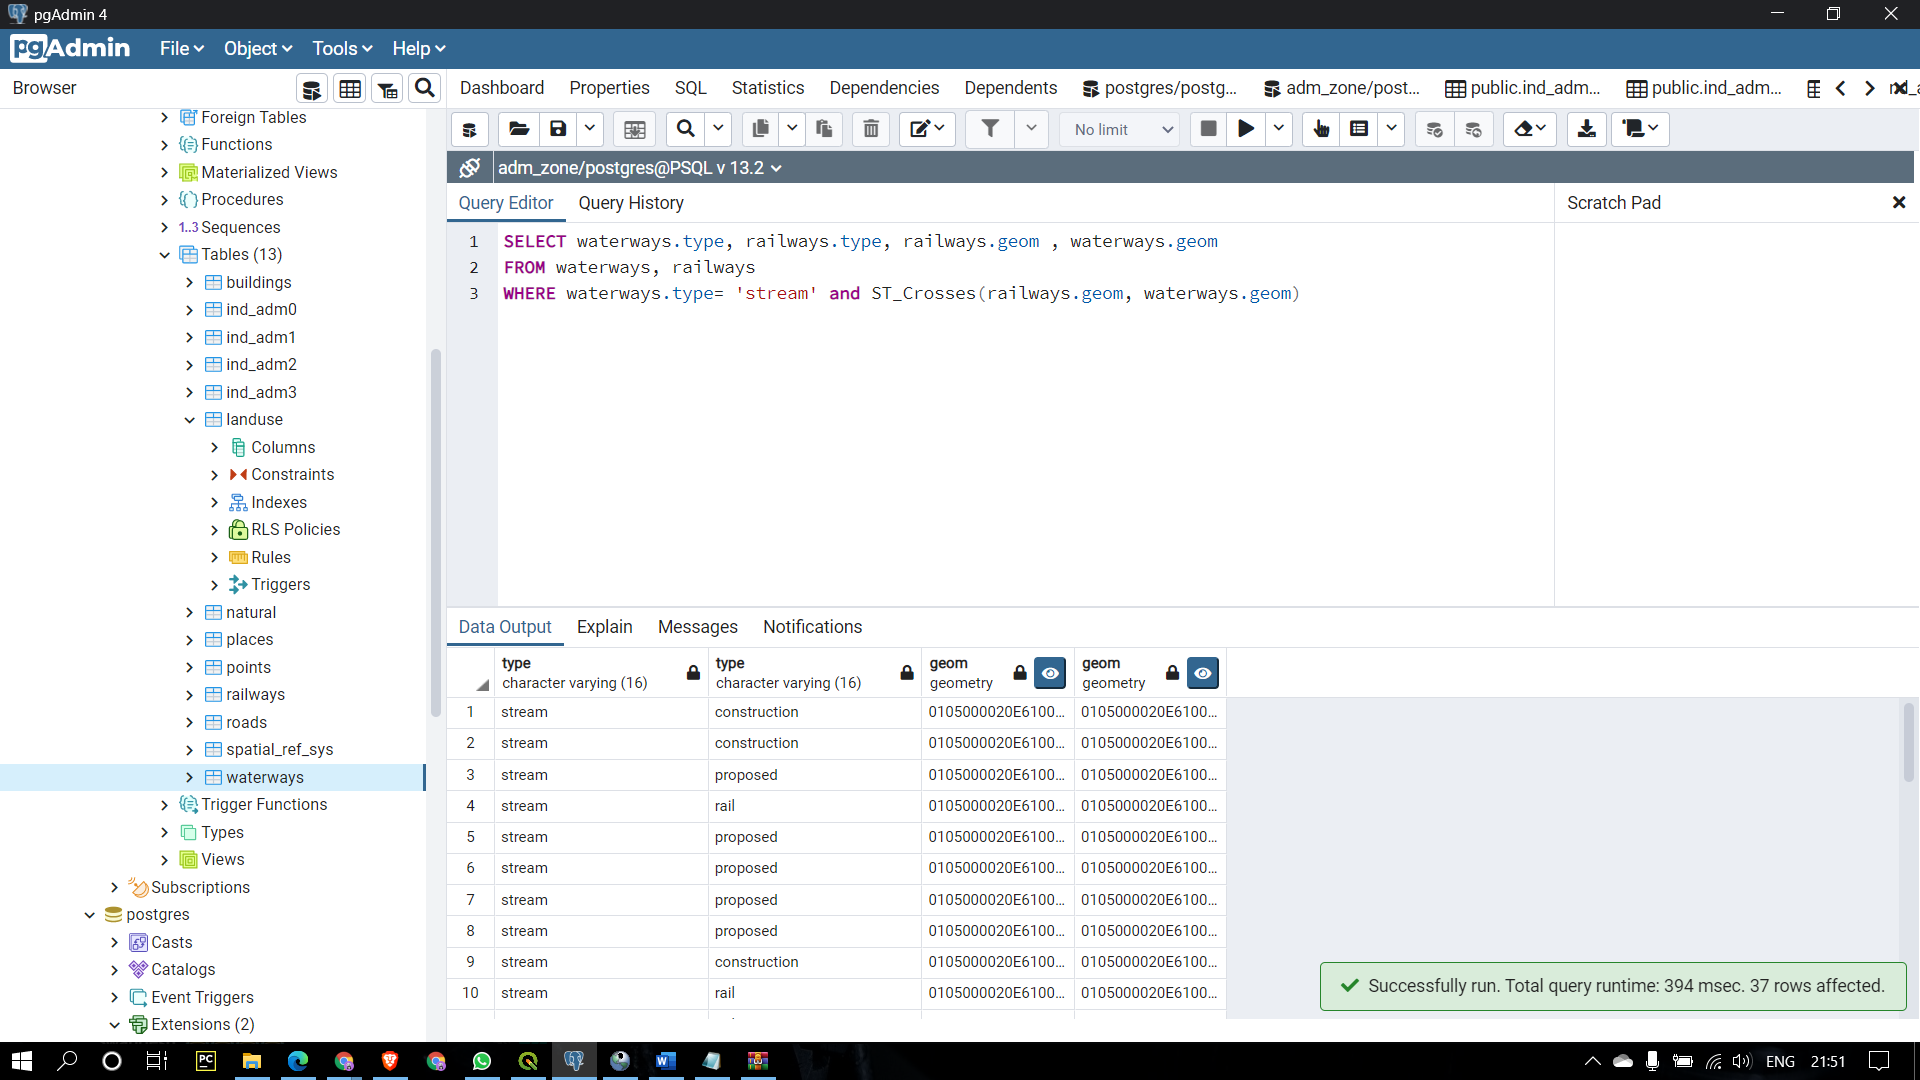 pgAdmin 4
pgAdmin File Object Tools Help
Browser
Dashboard Properties SQL Statistics Dependencies Dependents postgres/postg... adm_zone/post... public.ind_adm... public.ind_adm...
No limit
adm_zone/postgres@PSQL v 13.2
Query Editor Query History
Scratch Pad
1 SELECT waterways.type, railways.type, railways.geom , waterways.geom
2 FROM waterways, railways
3 WHERE waterways.type= 'stream' and ST_Crosses(railways.geom, waterways.geom)
Foreign Tables
Functions
Materialized Views
Procedures
1..3 Sequences
Tables (13)
buildings
ind_adm0
ind_adm1
ind_adm2
ind_adm3
landuse
Columns
Constraints
Indexes
RLS Policies
Rules
Triggers
natural
places
points
railways
roads
spatial_ref_sys
waterways
Trigger Functions
Types
Views
Subscriptions
postgres
Casts
Catalogs
Event Triggers
Extensions (2)
Data Output Explain Messages Notifications
type type geom geom
character varying (16) character varying (16) geometry geometry
1 stream construction 0105000020E6100... 0105000020E6100...
2 stream construction 0105000020E6100... 0105000020E6100...
3 stream proposed 0105000020E6100... 0105000020E6100...
4 stream rail 0105000020E6100... 0105000020E6100...
5 stream proposed 0105000020E6100... 0105000020E6100...
6 stream proposed 0105000020E6100... 0105000020E6100...
7 stream proposed 0105000020E6100... 0105000020E6100...
8 stream proposed 0105000020E6100... 0105000020E6100...
9 stream construction 0105000020E6100... 0105000020E6100...
10 stream rail 0105000020E6100... 0105000020E6100...
Successfully run. Total query runtime: 394 msec. 37 rows affected.
PC
ENG 21:51